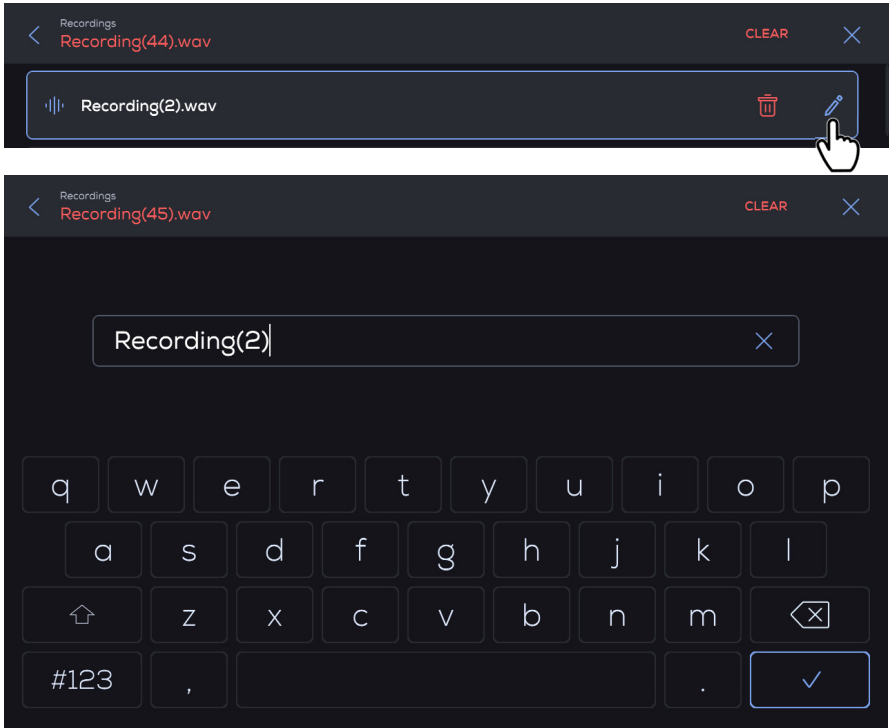 Recordings
Recording(44).wav
CLEAR
Recording(2).wav
Recordings
Recording(45).wav
CLEAR
Recording(2)
q w e r t y u i o p
a s d f g h j k l
z x c v b n m
#123 , .